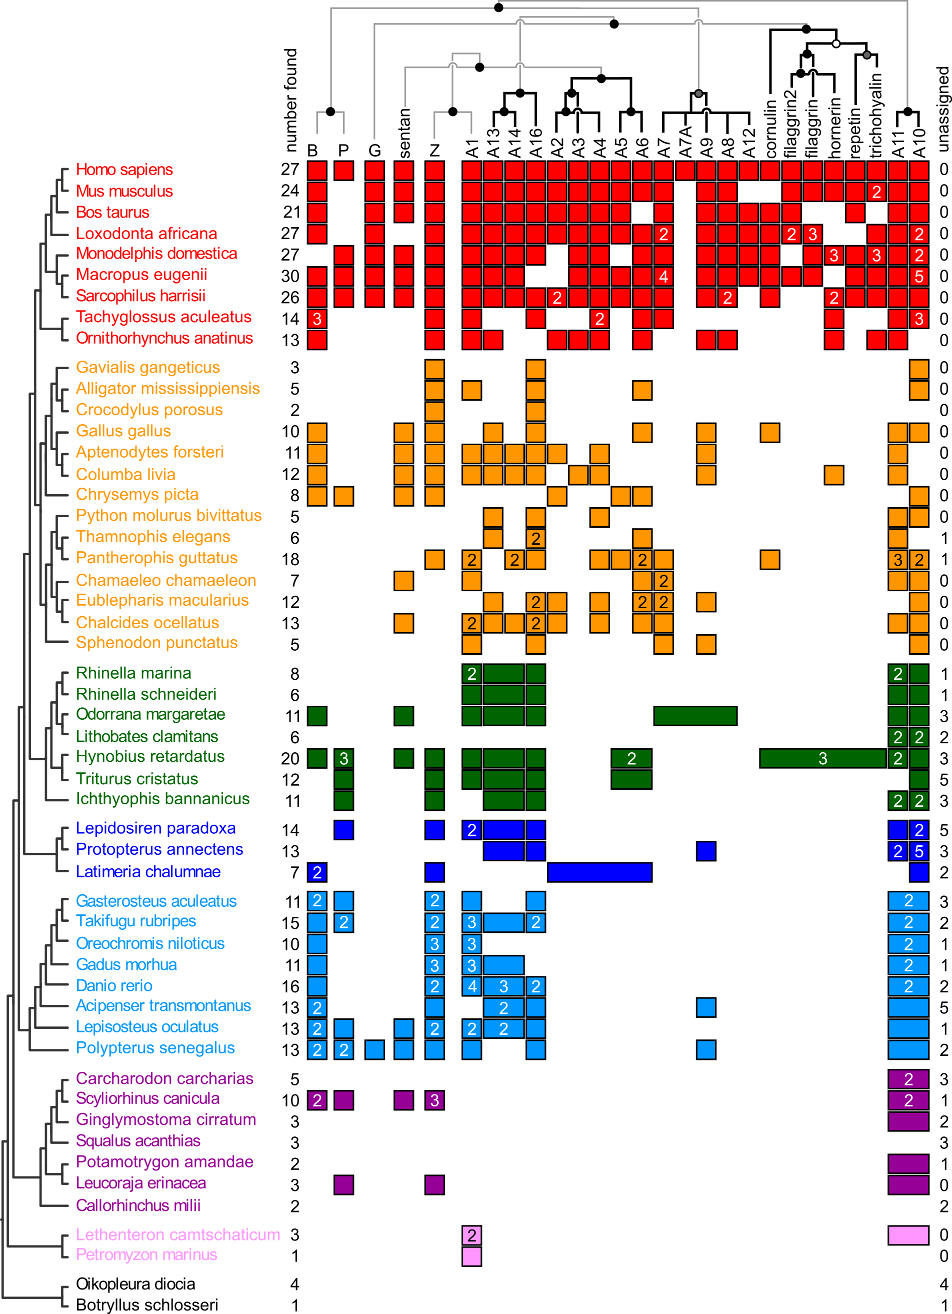 number found
B P G sentan Z A1 A13 A14 A16 A2 A3 A4 A5 A6 A7 A7A A9 A8 A12 cornulin filaggrin2 filaggrin hornerin repetin trichohyalin A11 A10 unassigned
Homo sapiens 27 0
Mus musculus 24 2 0
Bos taurus 21 0
Loxodonta africana 27 2 2 3 2 0
Monodelphis domestica 27 3 3 2 0
Macropus eugenii 30 4 5 0
Sarcophilus harrisii 26 2 2 2 0
Tachyglossus aculeatus 14 3 2 3 0
Ornithorhynchus anatinus 13 0
Gavialis gangeticus 3 0
Alligator mississippiensis 5 0
Crocodylus porosus 2 0
Gallus gallus 10 0
Aptenodytes forsteri 11 0
Columba livia 12 0
Chrysemys picta 8 0
Python molurus bivittatus 5 0
Thamnophis elegans 6 2 1
Pantherophis guttatus 18 2 2 2 3 2 1
Chamaeleo chamaeleon 7 2 0
Eublepharis macularius 12 2 2 2 0
Chalcides ocellatus 13 2 2 0
Sphenodon punctatus 5 0
Rhinella marina 8 2 2 1
Rhinella schneideri 6 1
Odorrana margaretae 11 3
Lithobates clamitans 6 2 2 2
Hynobius retardatus 20 3 2 3 2 3
Triturus cristatus 12 5
Ichthyophis bannanicus 11 2 2 3
Lepidosiren paradoxa 14 2 2 5
Protopterus annectens 13 2 5 3
Latimeria chalumnae 7 2 2
Gasterosteus aculeatus 11 2 2 2 3
Takifugu rubripes 15 2 2 3 2 2 2
Oreochromis niloticus 10 3 3 2 1
Gadus morhua 11 3 3 2 1
Danio rerio 16 2 4 3 2 2 2
Acipenser transmontanus 13 2 2 5
Lepisosteus oculatus 13 2 2 2 2 1
Polypterus senegalus 13 2 2 2
Carcharodon carcharias 5 2 3
Scyliorhinus canicula 10 2 3 2 1
Ginglymostoma cirratum 3 2
Squalus acanthias 3 3
Potamotrygon amandae 2 1
Leucoraja erinacea 3 0
Callorhinchus milii 2 2
Lethenteron camtschaticum 3 2 0
Petromyzon marinus 1 0
Oikopleura diocia 4 4
Botryllus schlosseri 1 1